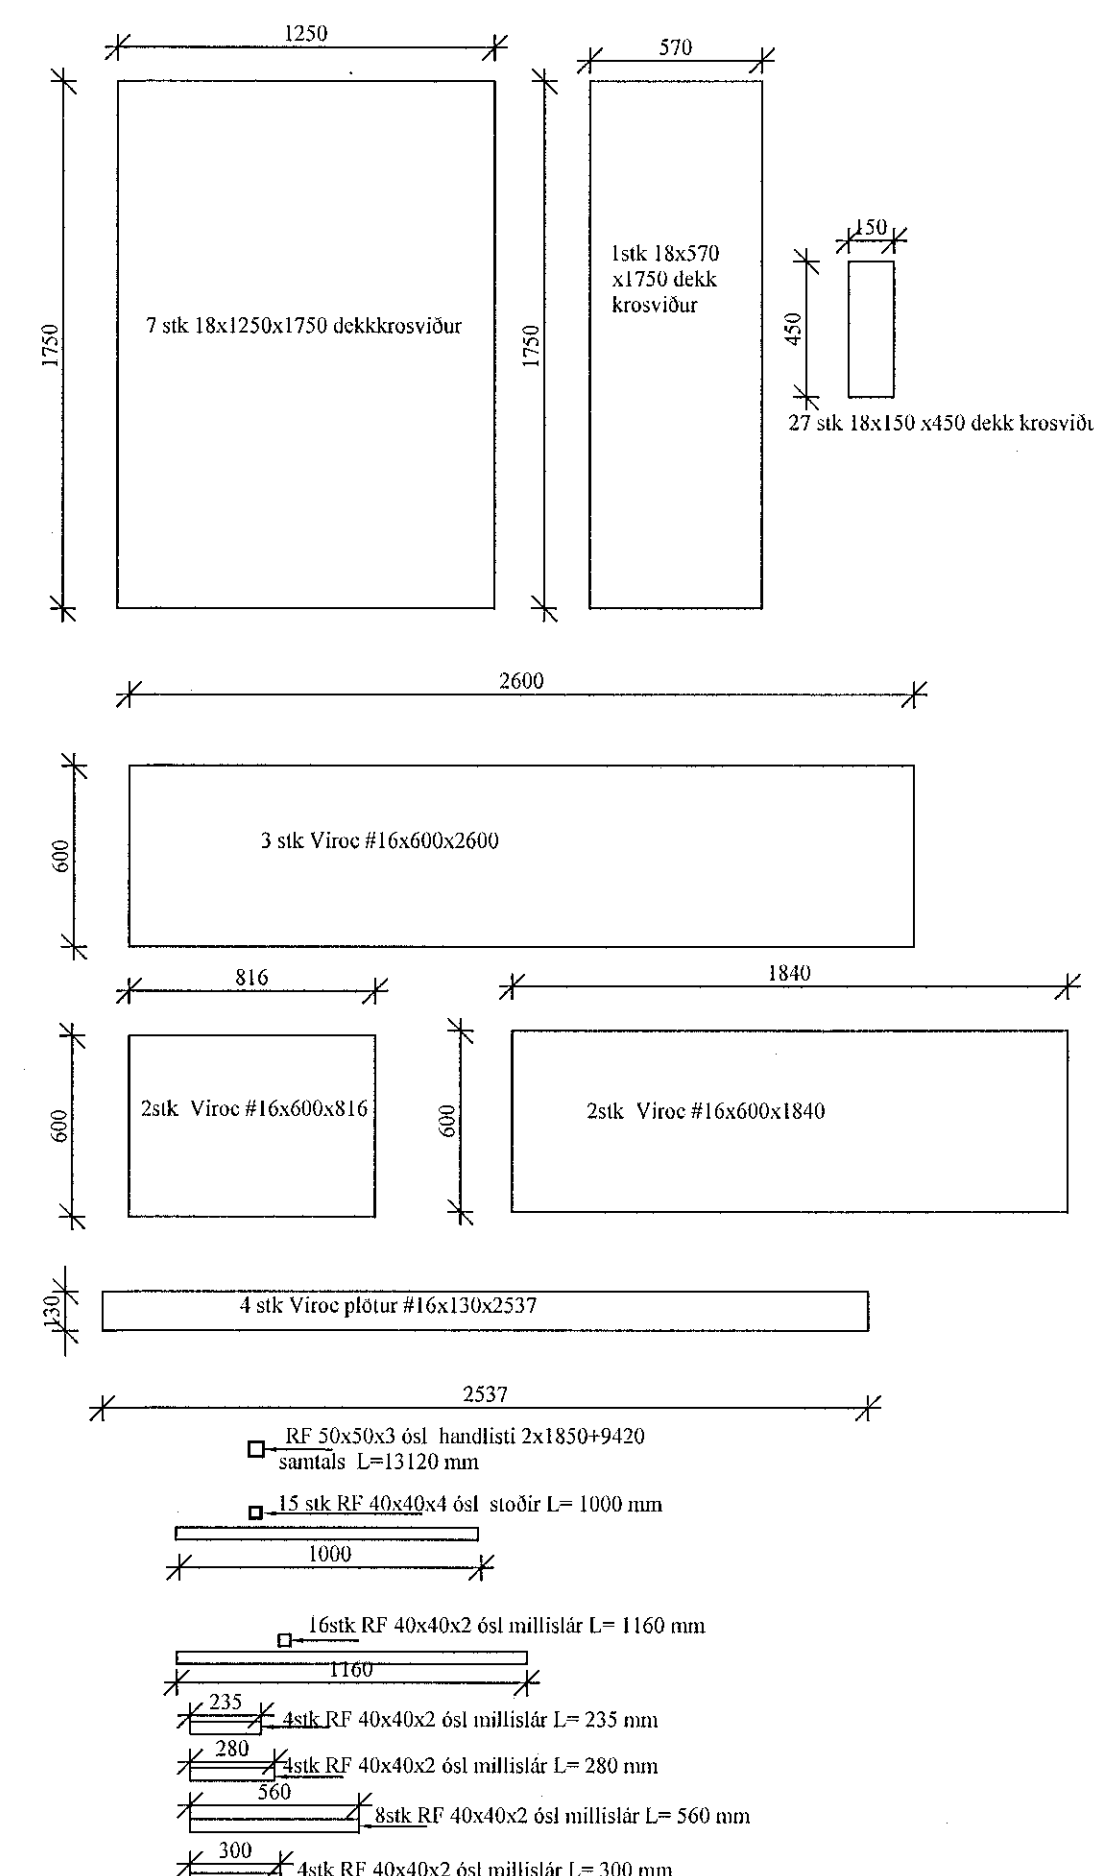 1250
570
1750
1750
7 stk 18x1250x1750 dekkkrosviður
1stk 18x570
x1750 dekk
krosviður
150
450
27 stk 18x150 x450 dekk krosviðu
2600
600
3 stk Viroc #16x600x2600
816
1840
600
2stk Viroc #16x600x816
600
2stk Viroc #16x600x1840
130
4 stk Viroc plötur #16x130x2537
2537
RF 50x50x3 ósl handlisti 2x1850+9420
samtals L=13120 mm
15 stk RF 40x40x4 ósl stoðir L= 1000 mm
1000
16stk RF 40x40x2 ósl millislár L= 1160 mm
1160
235
4stk RF 40x40x2 ósl millislár L= 235 mm
280
4stk RF 40x40x2 ósl millislár L= 280 mm
560
8stk RF 40x40x2 ósl millislár L= 560 mm
300
4stk RF 40x40x2 ósl millislár L= 300 mm